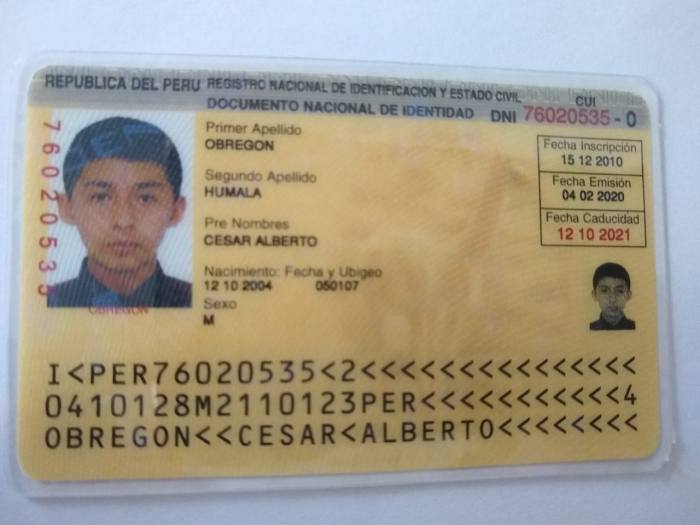 REPUBLICA DEL PERU REGISTRO NACIONAL DE IDENTIFICACION Y ESTADO CIVIL
CUI
DOCUMENTO NACIONAL DE IDENTIDAD DNI 76020535 - 0
76020535
Primer Apellido
OBREGON
Segundo Apellido
HUMALA
Pre Nombres
CESAR ALBERTO
Nacimiento: Fecha y Ubigeo
12 10 2004 050107
Sexo
M
Fecha Inscripción
15 12 2010
Fecha Emisión
04 02 2020
Fecha Caducidad
12 10 2021
OBREGON
I<PER76020535<2<<<<<<<<<<<<<<<
0410128M2110123PER<<<<<<<<<<<4
OBREGON<<CESAR<ALBERTO<<<<<<<<